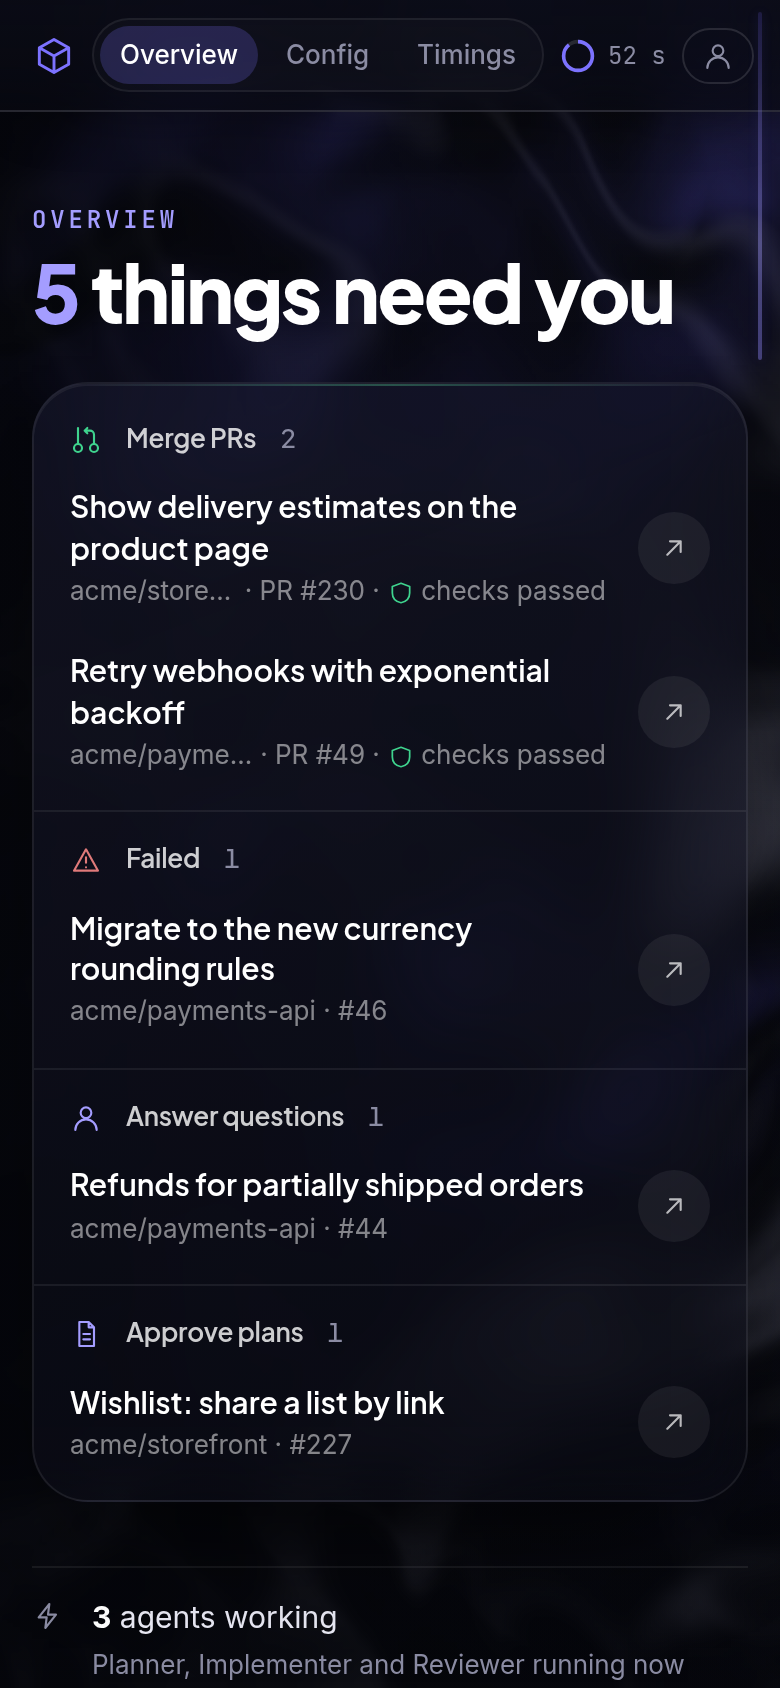 Overview Config Timings 52 s
OVERVIEW
5 things need you
Merge PRs 2
Show delivery estimates on the
product page
acme/store... · PR #230 · checks passed
Retry webhooks with exponential
backoff
acme/payme... · PR #49 · checks passed
Failed 1
Migrate to the new currency
rounding rules
acme/payments-api · #46
Answer questions 1
Refunds for partially shipped orders
acme/payments-api · #44
Approve plans 1
Wishlist: share a list by link
acme/storefront · #227
3 agents working
Planner, Implementer and Reviewer running now